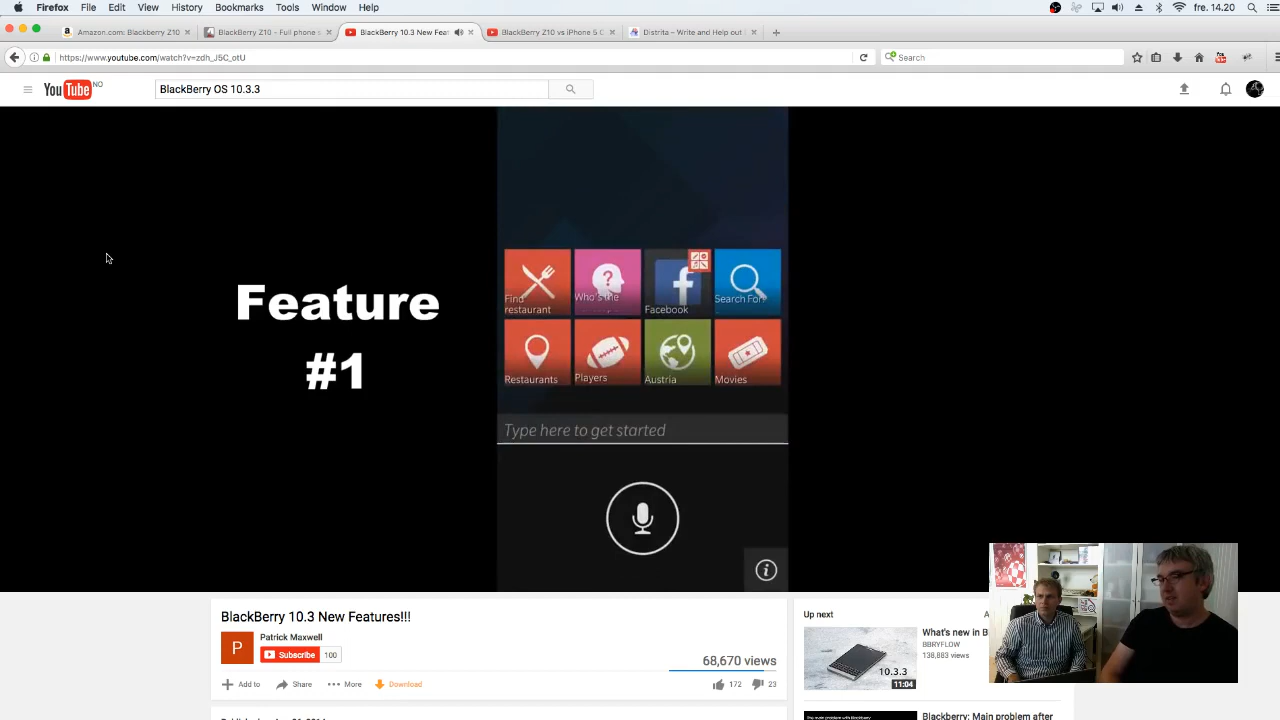 Firefox File Edit View History Bookmarks Tools Window Help fre. 14.20
Amazon.com: Blackberry Z10
BlackBerry Z10 - Full phone s
BlackBerry 10.3 New Feat
BlackBerry Z10 vs iPhone 5 C
Distrita – Write and Help out
https://www.youtube.com/watch?v=zdh_J5C_otU
Search
YouTube NO
BlackBerry OS 10.3.3
Feature
#1
Find restaurant
Who's the
Facebook
Search For:
Restaurants
Players
Austria
Movies
Type here to get started
BlackBerry 10.3 New Features!!!
P
Patrick Maxwell
Subscribe 100
68,670 views
Add to Share More Download
172 23
Up next
What's new in B
BBRYFLOW
138,883 views
10.3.3
11:04
Blackberry: Main problem after